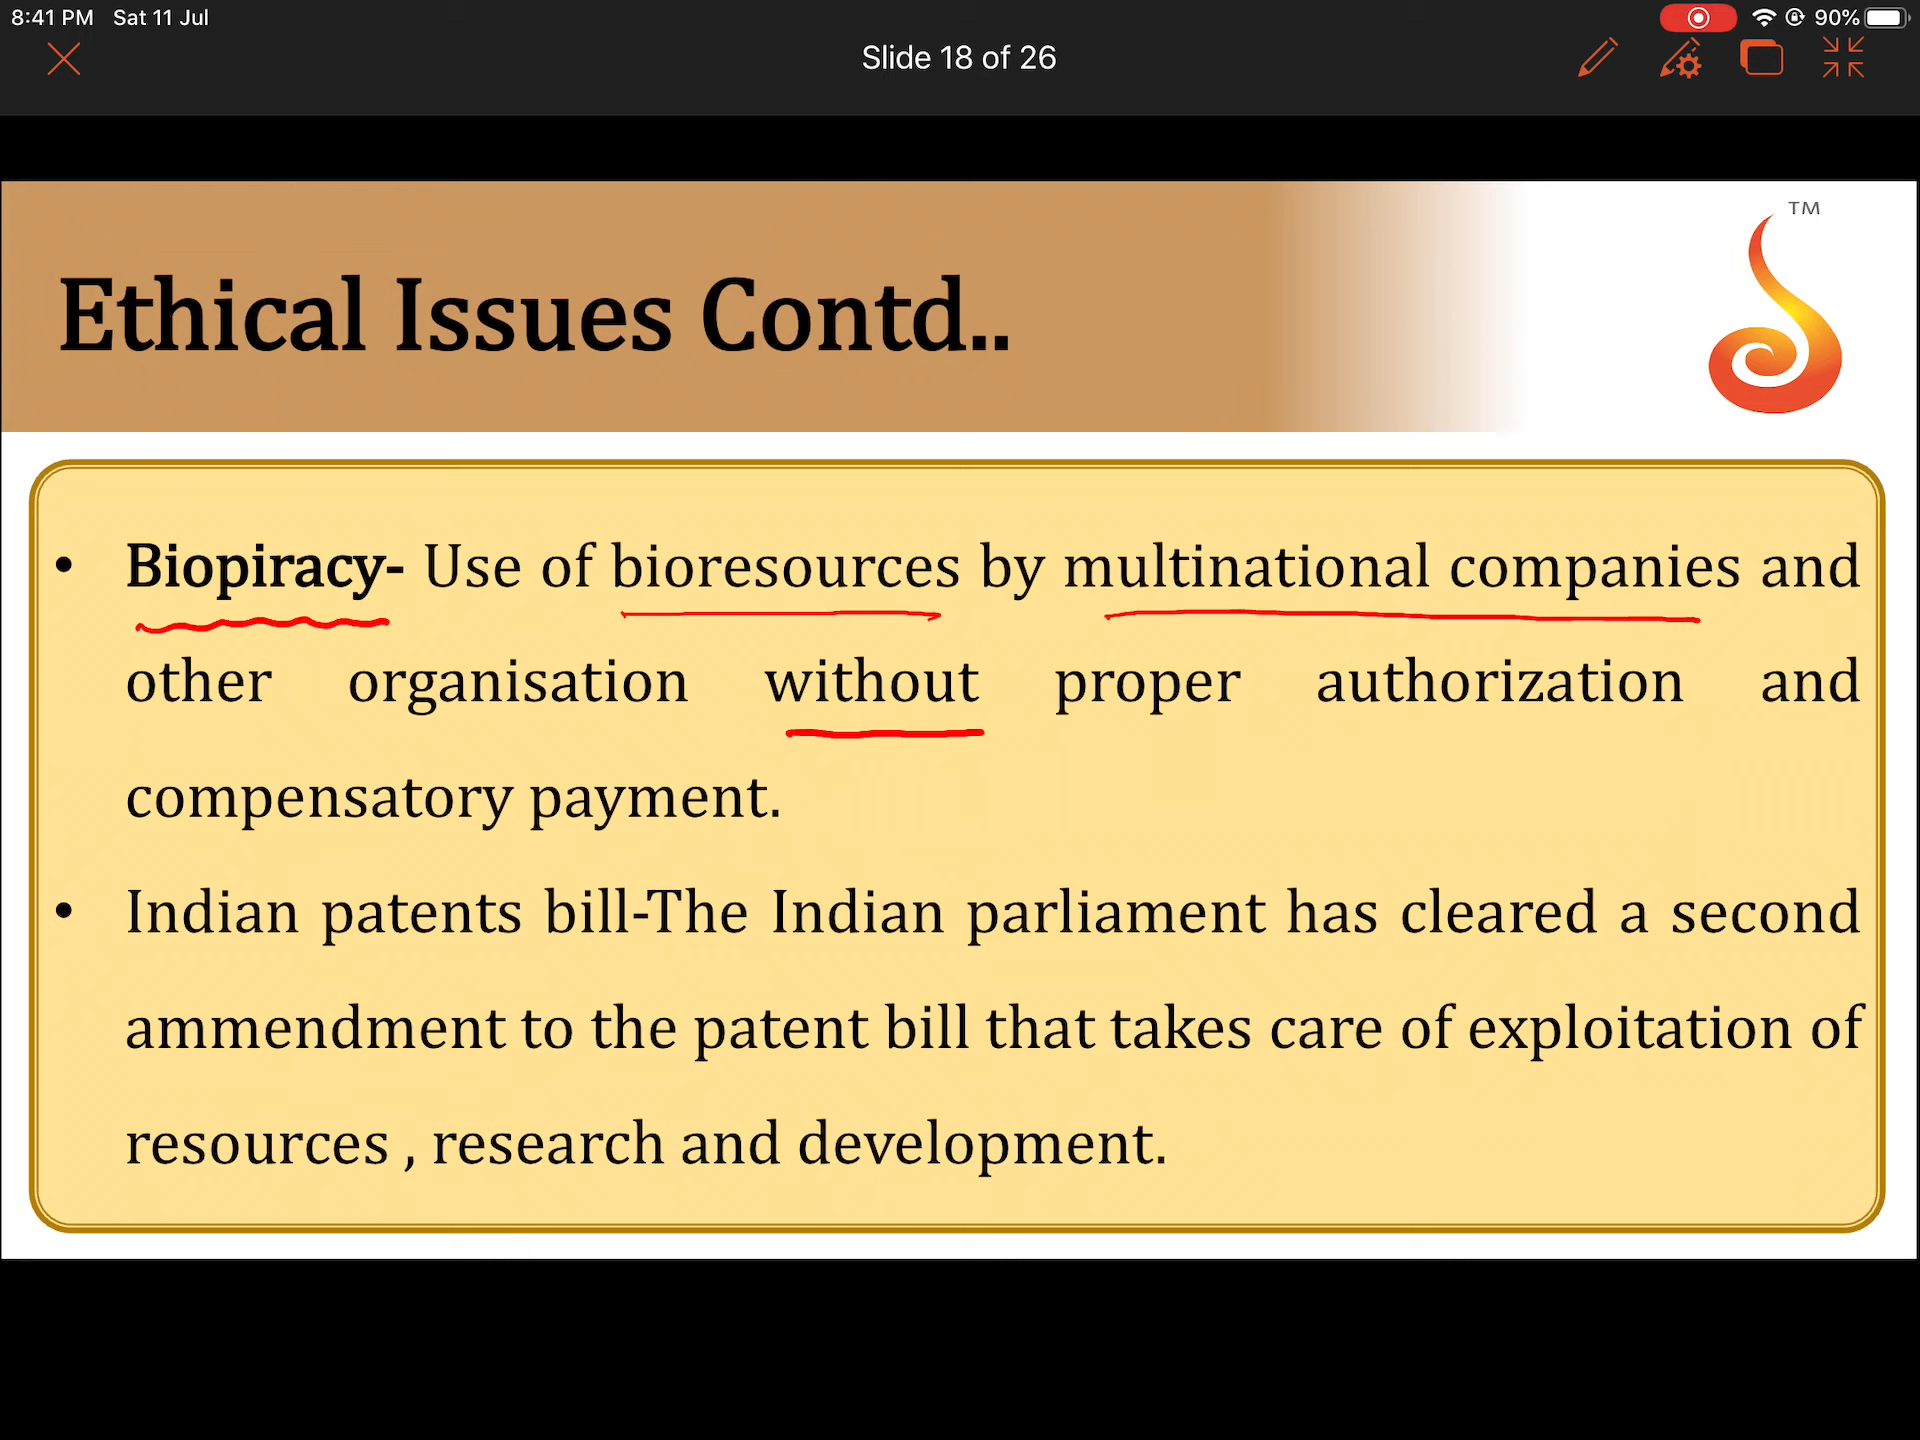 8:41 PM Sat 11 Jul
90%
Slide 18 of 26
TM
Ethical Issues Contd..
• Biopiracy- Use of bioresources by multinational companies and
other organisation without proper authorization and
compensatory payment.
• Indian patents bill-The Indian parliament has cleared a second
ammendment to the patent bill that takes care of exploitation of
resources , research and development.